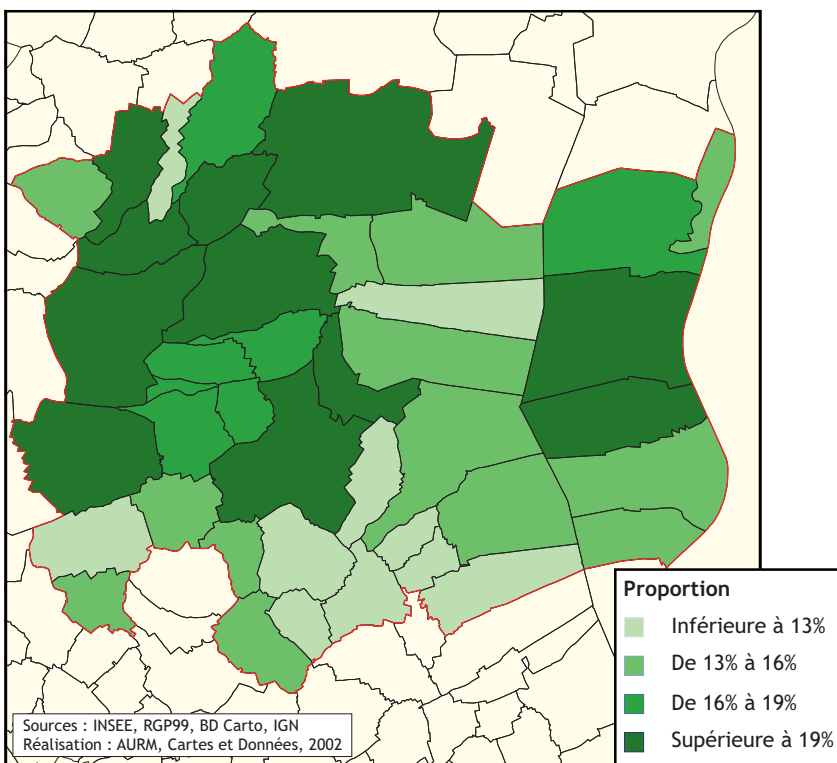 Proportion
Inférieure à 13%
De 13% à 16%
De 16% à 19%
Supérieure à 19%
Sources : INSEE, RGP99, BD Carto, IGN
Réalisation : AURM, Cartes et Données, 2002